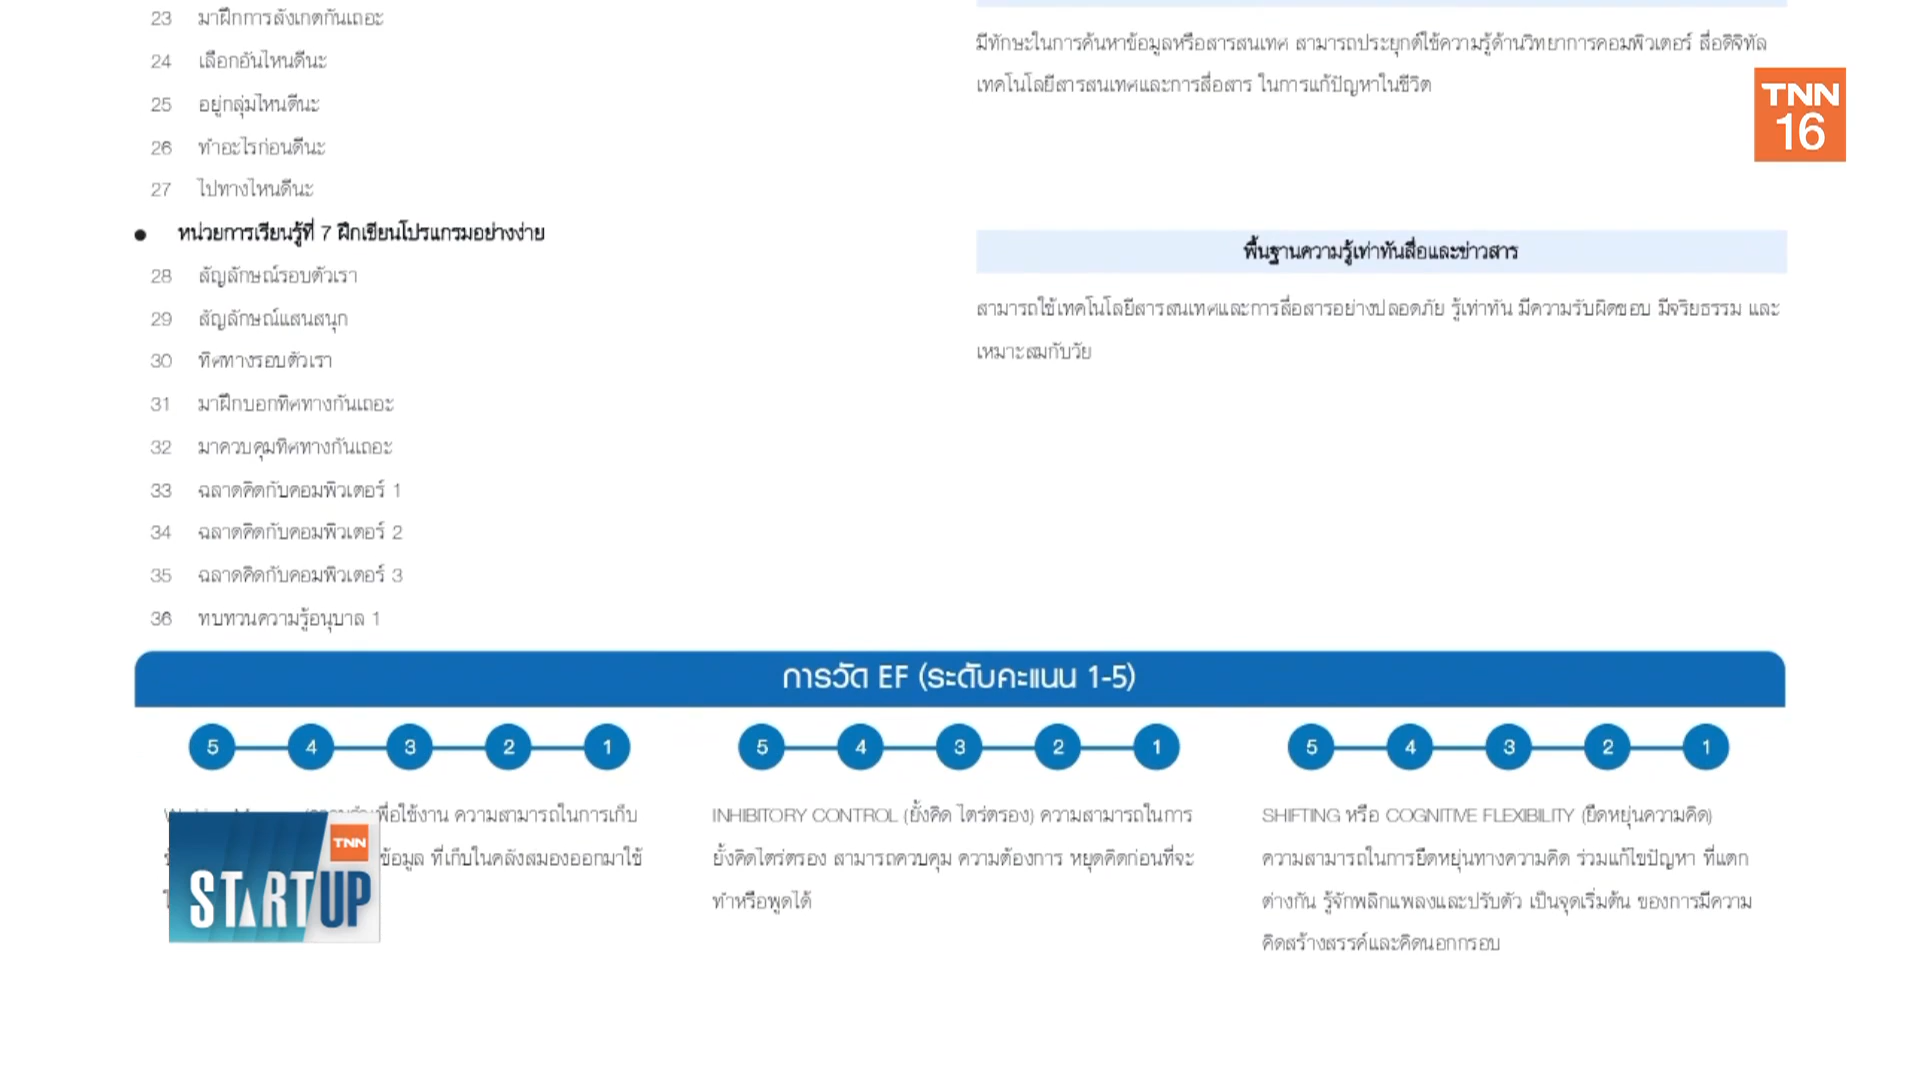 23 มาฝึกการสังเกตกันเถอะ
24 เลือกอันไหนดีนะ
25 อยู่กลุ่มไหนดีนะ
26 ทำอะไรก่อนดีนะ
27 ไปทางไหนดีนะ
● หน่วยการเรียนรู้ที่ 7 ฝึกเขียนโปรแกรมอย่างง่าย
28 สัญลักษณ์รอบตัวเรา
29 สัญลักษณ์แสนสนุก
30 ทิศทางรอบตัวเรา
31 มาฝึกบอกทิศทางกันเถอะ
32 มาควบคุมทิศทางกันเถอะ
33 ฉลาดคิดกับคอมพิวเตอร์ 1
34 ฉลาดคิดกับคอมพิวเตอร์ 2
35 ฉลาดคิดกับคอมพิวเตอร์ 3
36 ทบทวนความรู้อนุบาล 1
มีทักษะในการค้นหาข้อมูลหรือสารสนเทศ สามารถประยุกต์ใช้ความรู้ด้านวิทยาการคอมพิวเตอร์ สื่อดิจิทัล
เทคโนโลยีสารสนเทศและการสื่อสาร ในการแก้ปัญหาในชีวิต
TNN
16
พื้นฐานความรู้เท่าทันสื่อและข่าวสาร
สามารถใช้เทคโนโลยีสารสนเทศและการสื่อสารอย่างปลอดภัย รู้เท่าทัน มีความรับผิดชอบ มีจริยธรรม และ
เหมาะสมกับวัย
การวัด EF (ระดับคะแนน 1-5)
5 4 3 2 1
5 4 3 2 1
5 4 3 2 1
เพื่อใช้งาน ความสามารถในการเก็บ
ข้อมูล ที่เก็บในคลังสมองออกมาใช้
INHIBITORY CONTROL (ยั้งคิด ไตร่ตรอง) ความสามารถในการ
ยั้งคิดไตร่ตรอง สามารถควบคุม ความต้องการ หยุดคิดก่อนที่จะ
ทำหรือพูดได้
SHIFTING หรือ COGNITIVE FLEXIBILITY (ยืดหยุ่นความคิด)
ความสามารถในการยืดหยุ่นทางความคิด ร่วมแก้ไขปัญหา ที่แตก
ต่างกัน รู้จักพลิกแพลงและปรับตัว เป็นจุดเริ่มต้น ของการมีความ
คิดสร้างสรรค์และคิดนอกกรอบ
TNN
STARTUP